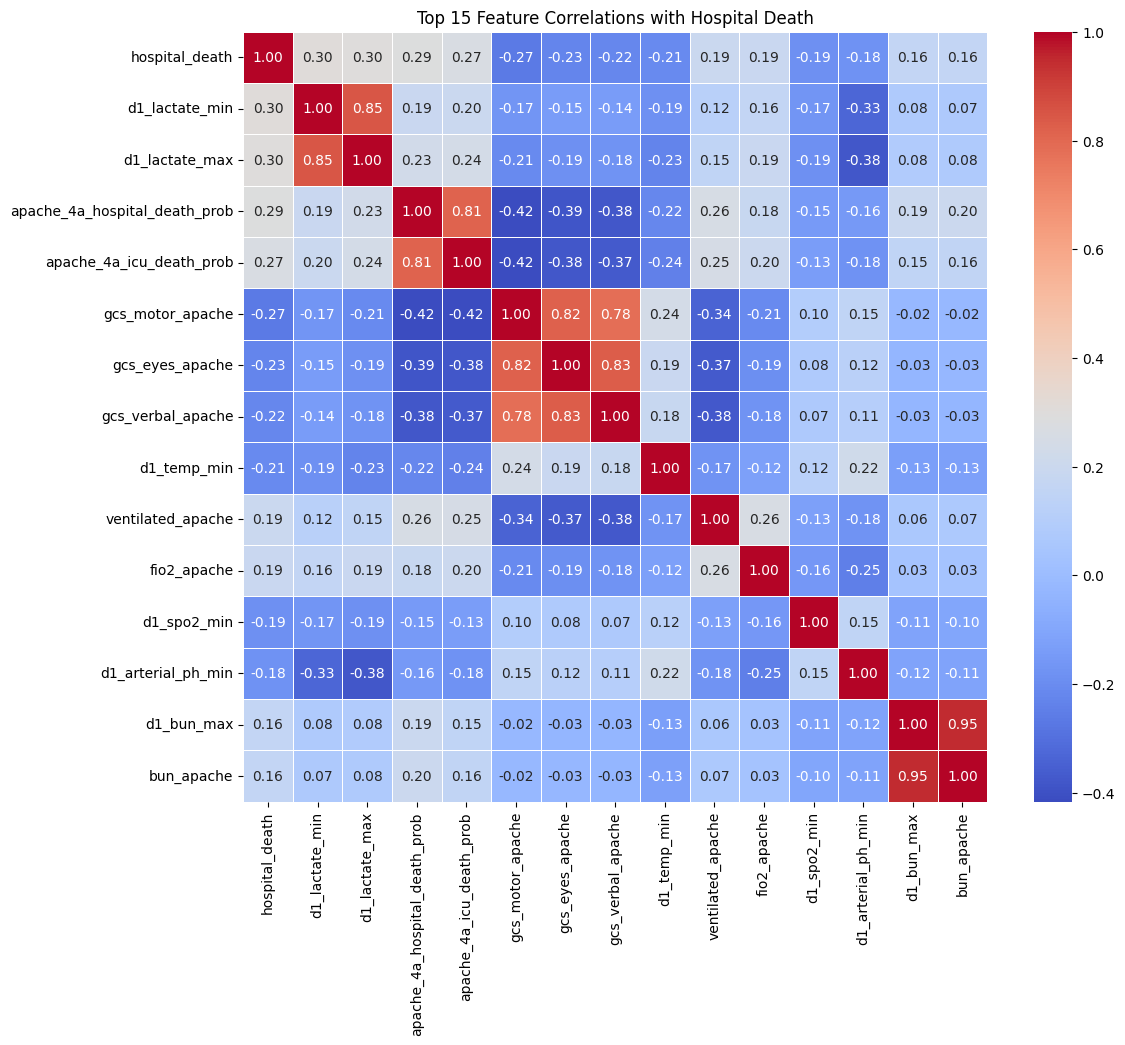 Top 15 Feature Correlations with Hospital Death
hospital_death 1.00 0.30 0.30 0.29 0.27 -0.27 -0.23 -0.22 -0.21 0.19 0.19 -0.19 -0.18 0.16 0.16
d1_lactate_min 0.30 1.00 0.85 0.19 0.20 -0.17 -0.15 -0.14 -0.19 0.12 0.16 -0.17 -0.33 0.08 0.07
d1_lactate_max 0.30 0.85 1.00 0.23 0.24 -0.21 -0.19 -0.18 -0.23 0.15 0.19 -0.19 -0.38 0.08 0.08
apache_4a_hospital_death_prob 0.29 0.19 0.23 1.00 0.81 -0.42 -0.39 -0.38 -0.22 0.26 0.18 -0.15 -0.16 0.19 0.20
apache_4a_icu_death_prob 0.27 0.20 0.24 0.81 1.00 -0.42 -0.38 -0.37 -0.24 0.25 0.20 -0.13 -0.18 0.15 0.16
gcs_motor_apache -0.27 -0.17 -0.21 -0.42 -0.42 1.00 0.82 0.78 0.24 -0.34 -0.21 0.10 0.15 -0.02 -0.02
gcs_eyes_apache -0.23 -0.15 -0.19 -0.39 -0.38 0.82 1.00 0.83 0.19 -0.37 -0.19 0.08 0.12 -0.03 -0.03
gcs_verbal_apache -0.22 -0.14 -0.18 -0.38 -0.37 0.78 0.83 1.00 0.18 -0.38 -0.18 0.07 0.11 -0.03 -0.03
d1_temp_min -0.21 -0.19 -0.23 -0.22 -0.24 0.24 0.19 0.18 1.00 -0.17 -0.12 0.12 0.22 -0.13 -0.13
ventilated_apache 0.19 0.12 0.15 0.26 0.25 -0.34 -0.37 -0.38 -0.17 1.00 0.26 -0.13 -0.18 0.06 0.07
fio2_apache 0.19 0.16 0.19 0.18 0.20 -0.21 -0.19 -0.18 -0.12 0.26 1.00 -0.16 -0.25 0.03 0.03
d1_spo2_min -0.19 -0.17 -0.19 -0.15 -0.13 0.10 0.08 0.07 0.12 -0.13 -0.16 1.00 0.15 -0.11 -0.10
d1_arterial_ph_min -0.18 -0.33 -0.38 -0.16 -0.18 0.15 0.12 0.11 0.22 -0.18 -0.25 0.15 1.00 -0.12 -0.11
d1_bun_max 0.16 0.08 0.08 0.19 0.15 -0.02 -0.03 -0.03 -0.13 0.06 0.03 -0.11 -0.12 1.00 0.95
bun_apache 0.16 0.07 0.08 0.20 0.16 -0.02 -0.03 -0.03 -0.13 0.07 0.03 -0.10 -0.11 0.95 1.00
hospital_death
d1_lactate_min
d1_lactate_max
apache_4a_hospital_death_prob
apache_4a_icu_death_prob
gcs_motor_apache
gcs_eyes_apache
gcs_verbal_apache
d1_temp_min
ventilated_apache
fio2_apache
d1_spo2_min
d1_arterial_ph_min
d1_bun_max
bun_apache
1.0
0.8
0.6
0.4
0.2
0.0
−0.2
−0.4